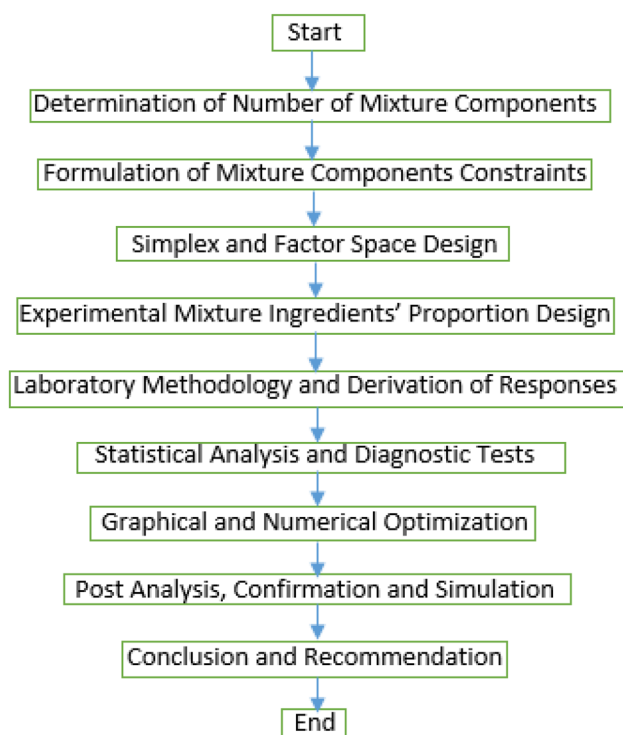 Start
Determination of Number of Mixture Components
Formulation of Mixture Components Constraints
Simplex and Factor Space Design
Experimental Mixture Ingredients’ Proportion Design
Laboratory Methodology and Derivation of Responses
Statistical Analysis and Diagnostic Tests
Graphical and Numerical Optimization
Post Analysis, Confirmation and Simulation
Conclusion and Recommendation
End